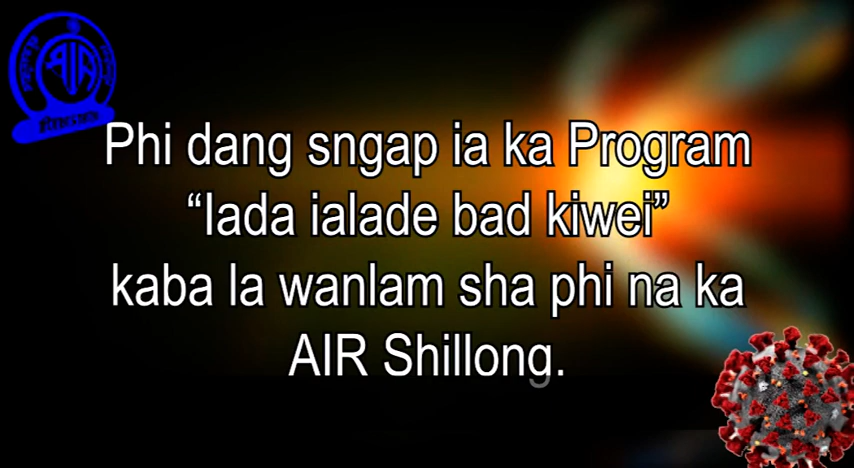 AIR
Phi dang sngap ia ka Program
“Iada ialade bad kiwei”
kaba la wanlam sha phi na ka
AIR Shillong.